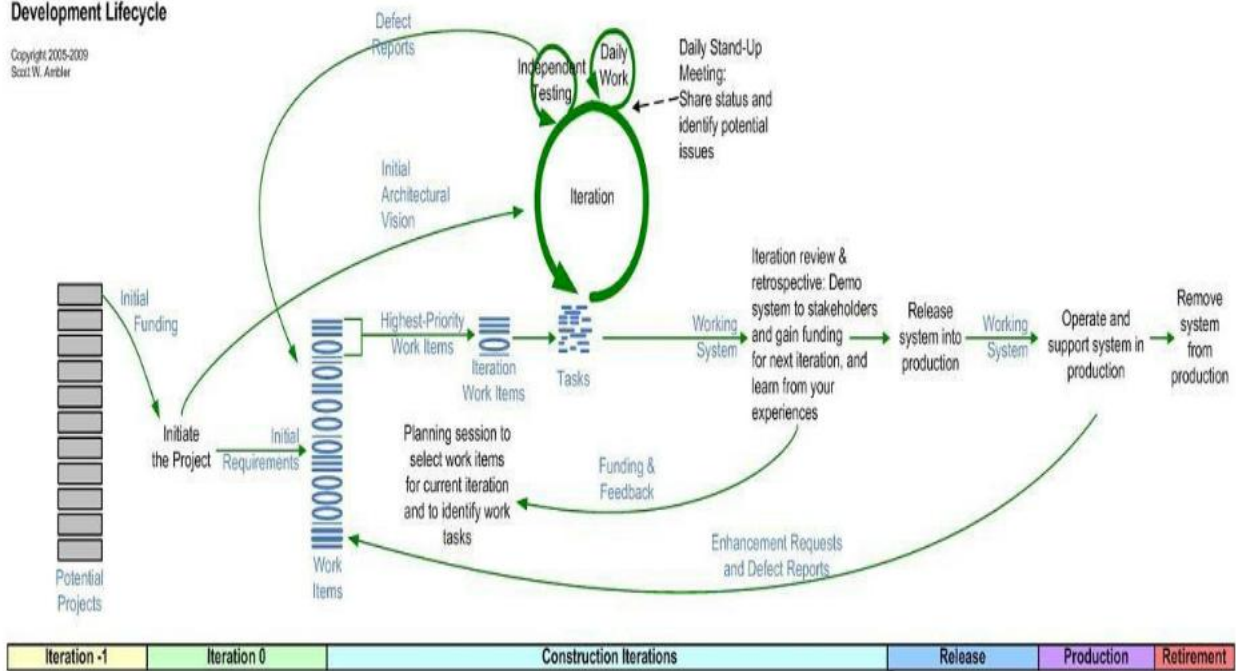 Development Lifecycle
Copyright 2005-2009
Scott W. Ambler
Defect
Reports
Independent
Testing
Daily
Work
Daily Stand-Up
Meeting:
Share status and
identify potential
issues
Initial
Architectural
Vision
Iteration
Initial
Funding
Highest-Priority
Work Items
Iteration
Work Items
Tasks
Working
System
Iteration review &
retrospective: Demo
system to stakeholders
and gain funding
for next iteration, and
learn from your
experiences
Release
system into
production
Working
System
Operate and
support system in
production
Remove
system
from
production
Initiate
the Project
Initial
Requirements
Planning session to
select work items
for current iteration
and to identify work
tasks
Funding &
Feedback
Enhancement Requests
and Defect Reports
Potential
Projects
Work
Items
Iteration -1
Iteration 0
Construction Iterations
Release
Production
Retirement